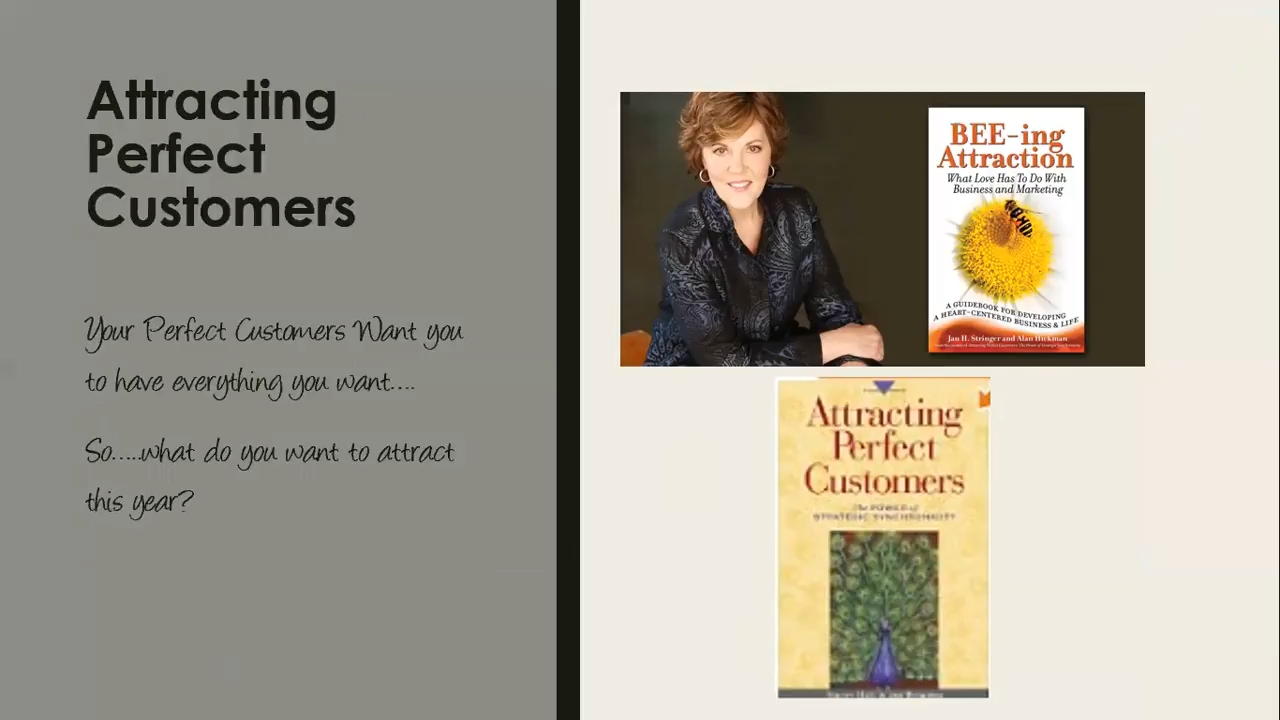 Attracting
Perfect
Customers
Your Perfect Customers Want you
to have everything you want....
So.....what do you want to attract
this year?
BEE-ing
Attraction
What Love Has To Do With
Business and Marketing
A GUIDEBOOK FOR DEVELOPING
A HEART-CENTERED BUSINESS & LIFE
Jan H. Stringer and Alan Hickman
Attracting
Perfect
Customers
The POWER of
STRATEGIC SYNCHRONICITY